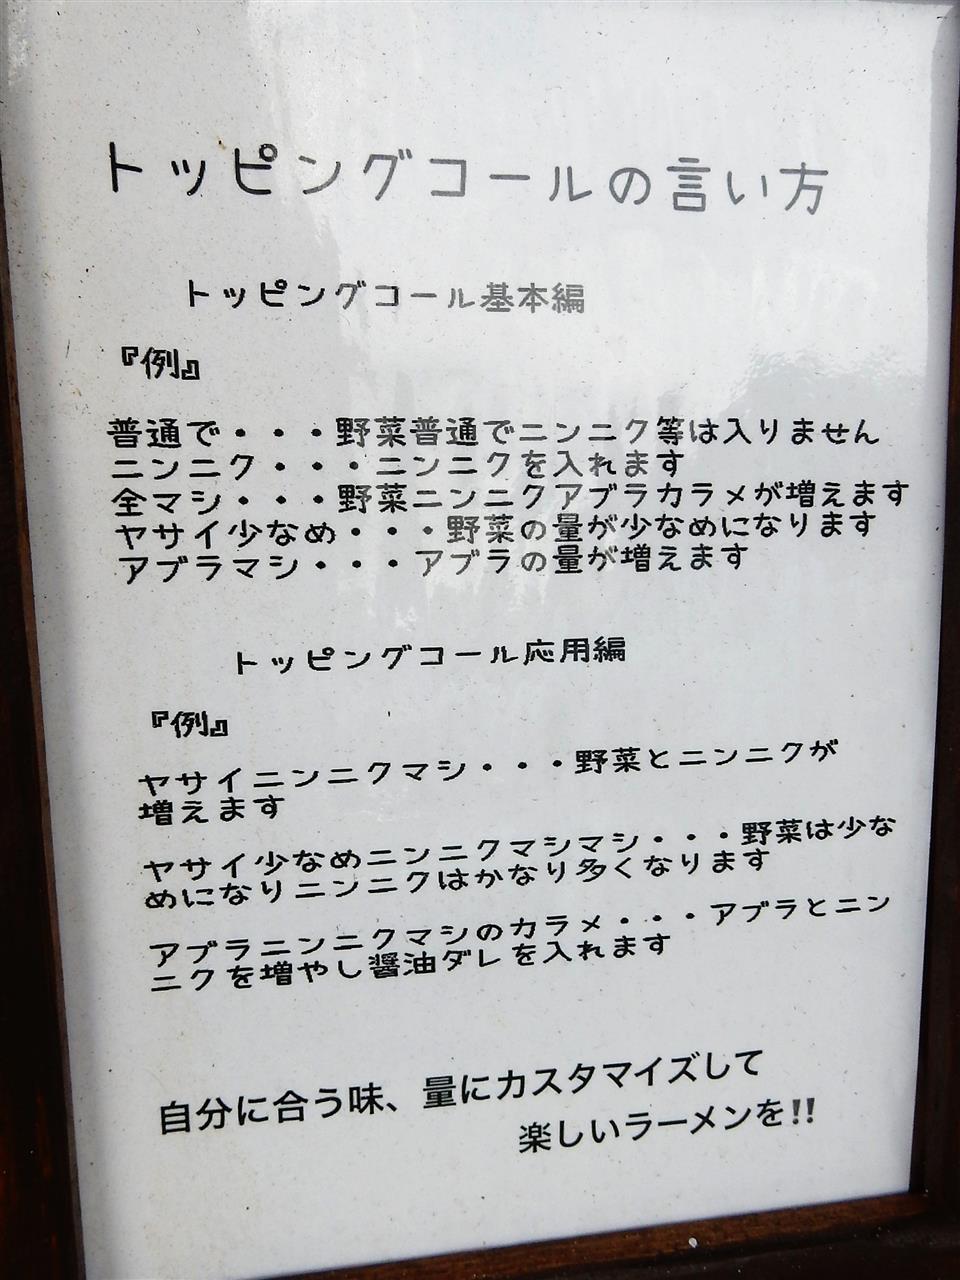 トッピングコールの言い方
トッピングコール基本編
『例』
普通で・・・野菜普通でニンニク等は入りません
ニンニク・・・ニンニクを入れます
全マシ・・・野菜ニンニクアブラカラメが増えます
ヤサイ少なめ・・・野菜の量が少なめになります
アブラマシ・・・アブラの量が増えます
トッピングコール応用編
『例』
ヤサイニンニクマシ・・・野菜とニンニクが
増えます
ヤサイ少なめニンニクマシマシ・・・野菜は少な
めになりニンニクはかなり多くなります
アブラニンニクマシのカラメ・・・アブラとニン
ニクを増やし醤油ダレを入れます
自分に合う味、量にカスタマイズして
楽しいラーメンを!!